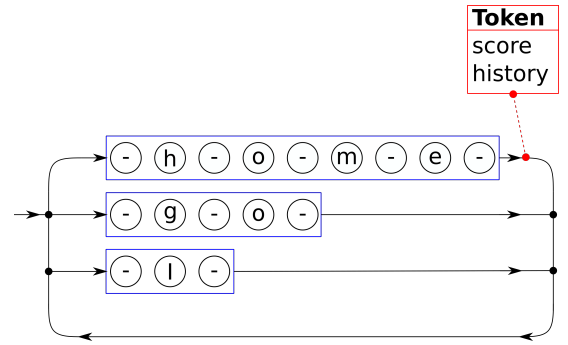 Token
score
history
- h - o - m - e -
- g - o -
- I -